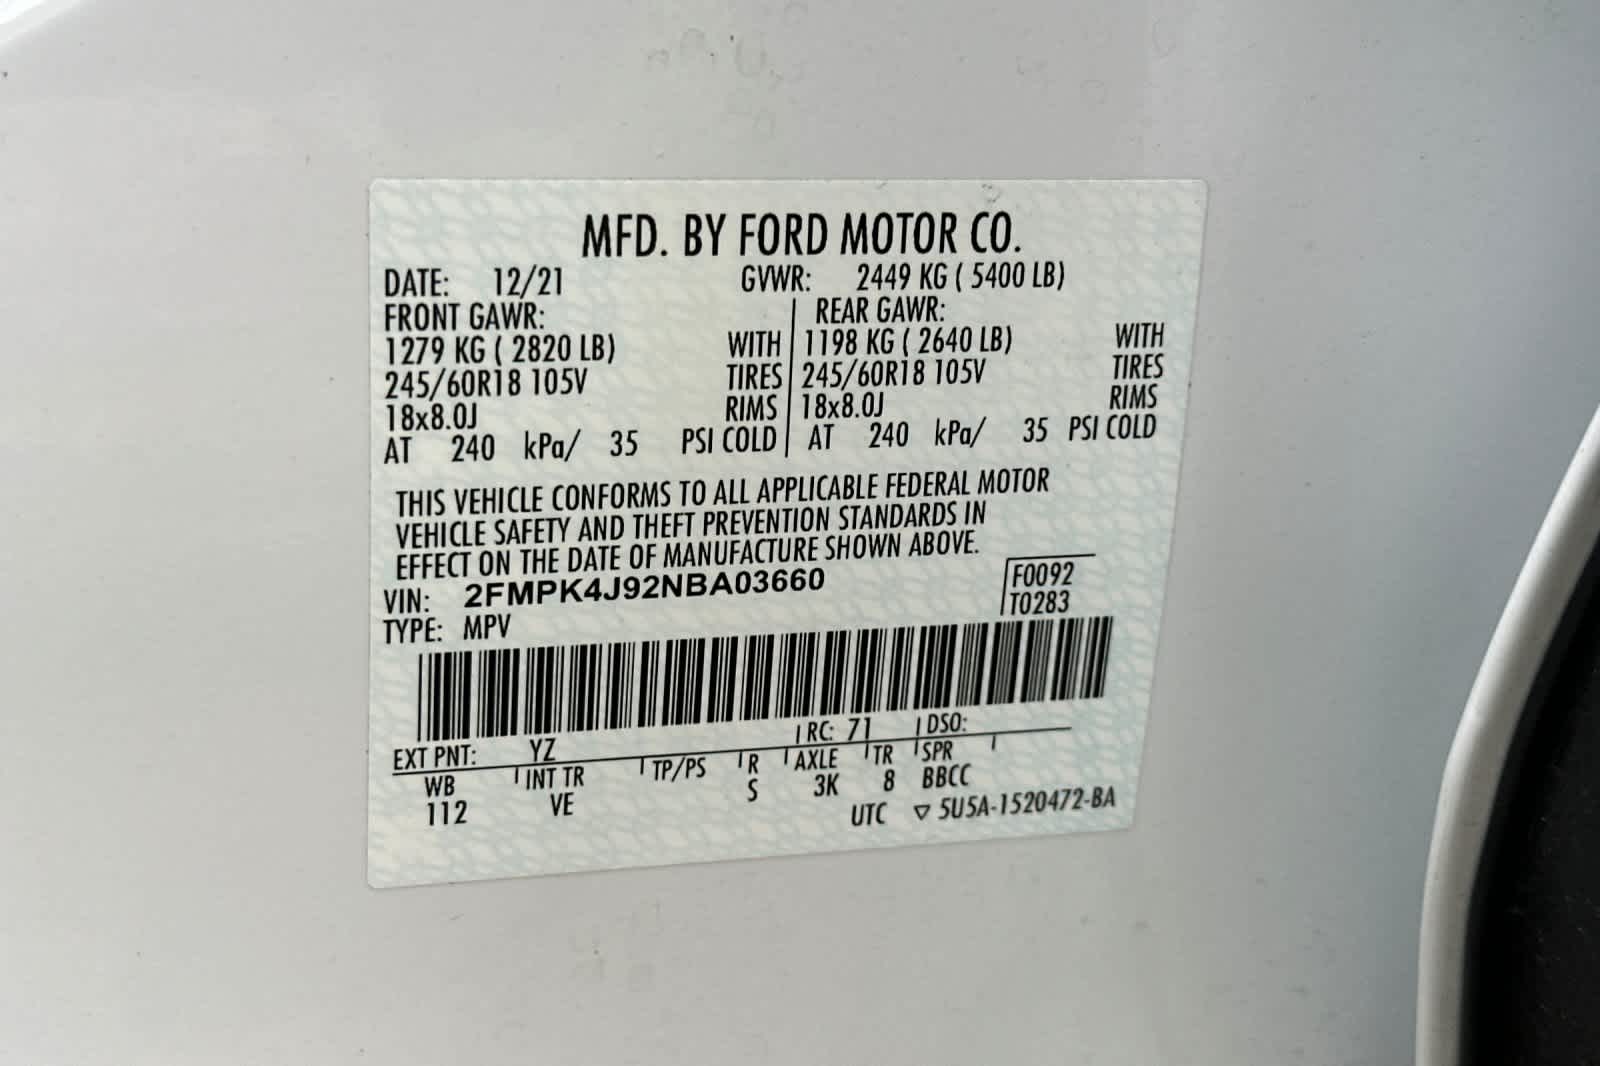 MFD. BY FORD MOTOR CO.
DATE: 12/21 GVWR: 2449 KG ( 5400 LB)
FRONT GAWR: REAR GAWR:
1279 KG ( 2820 LB) WITH 1198 KG ( 2640 LB) WITH
245/60R18 105V TIRES 245/60R18 105V TIRES
18x8.0J RIMS 18x8.0J RIMS
AT 240 kPa/ 35 PSI COLD AT 240 kPa/ 35 PSI COLD
THIS VEHICLE CONFORMS TO ALL APPLICABLE FEDERAL MOTOR
VEHICLE SAFETY AND THEFT PREVENTION STANDARDS IN
EFFECT ON THE DATE OF MANUFACTURE SHOWN ABOVE.
VIN: 2FMPK4J92NBA03660 F0092
TYPE: MPV T0283
EXT PNT: YZ RC: 71 DSO:
WB INT TR TP/PS R AXLE TR SPR
112 VE S 3K 8 BBCC
UTC ▽ 5U5A-1520472-BA